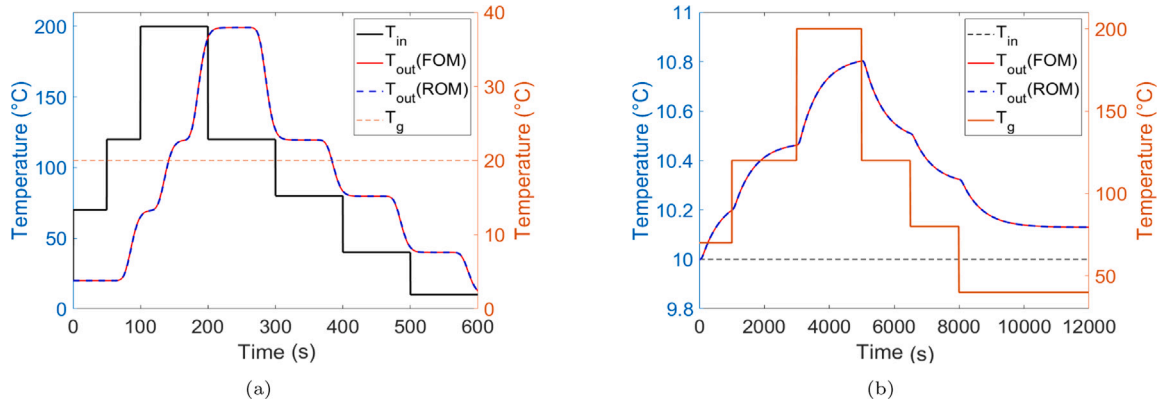 200
150
100
50
0
Temperature (°C)
40
30
20
10
0
Temperature (°C)
T_in
T_out(FOM)
T_out(ROM)
T_g
0 100 200 300 400 500 600
Time (s)
(a)
11
10.8
10.6
10.4
10.2
10
9.8
Temperature (°C)
200
150
100
50
Temperature (°C)
T_in
T_out(FOM)
T_out(ROM)
T_g
0 2000 4000 6000 8000 10000 12000
Time (s)
(b)